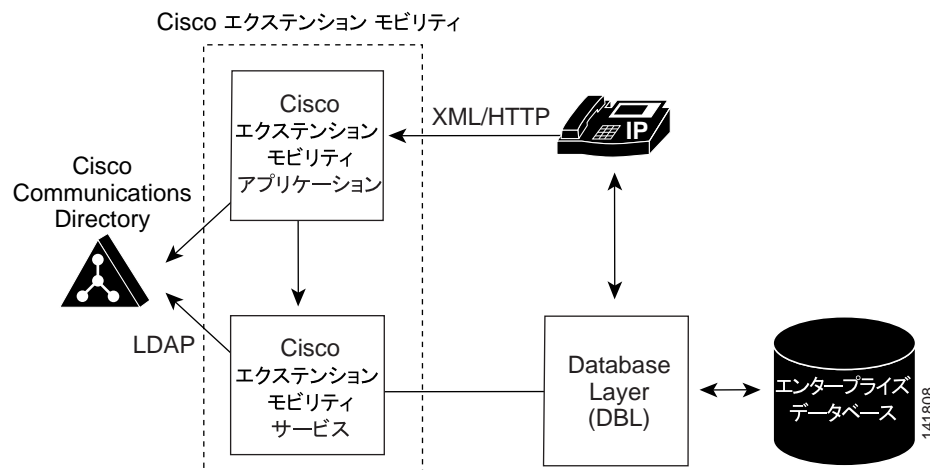 Cisco エクステンション モビリティ
Cisco
エクステンション
モビリティ
アプリケーション
XML/HTTP
IP
Cisco
Communications
Directory
LDAP
Cisco
エクステンション
モビリティ
サービス
Database
Layer
(DBL)
エンタープライズ
データベース
141808